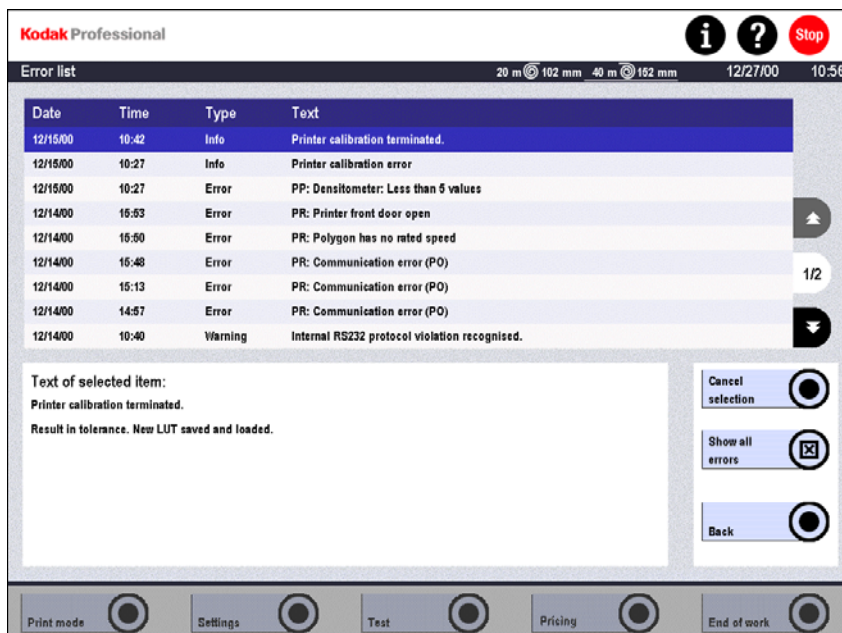 Kodak Professional
i ? Stop
Error list 20 m 102 mm 40 m 152 mm 12/27/00 10:56
Date Time Type Text
12/15/00 10:42 Info Printer calibration terminated.
12/15/00 10:27 Info Printer calibration error
12/15/00 10:27 Error PP: Densitometer: Less than 5 values
12/14/00 15:53 Error PR: Printer front door open
12/14/00 15:50 Error PR: Polygon has no rated speed
12/14/00 15:48 Error PR: Communication error (PO)
12/14/00 15:13 Error PR: Communication error (PO)
12/14/00 14:57 Error PR: Communication error (PO)
12/14/00 10:40 Warning Internal RS232 protocol violation recognised.
1/2
Text of selected item:
Printer calibration terminated.
Result in tolerance. New LUT saved and loaded.
Cancel
selection
Show all
errors
Back
Print mode Settings Test Pricing End of work